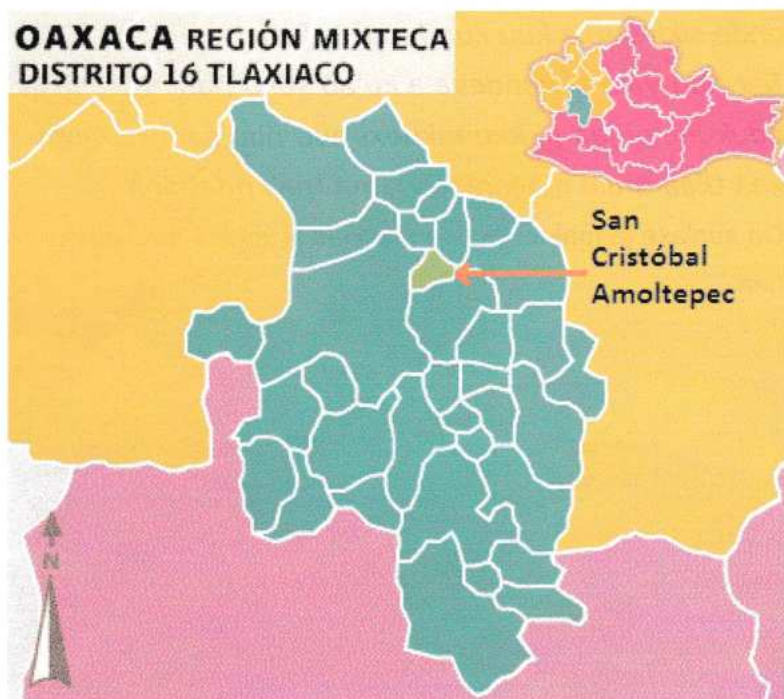 OAXACA REGIÓN MIXTECA
DISTRITO 16 TLAXIACO
San
Cristóbal
Amoltepec
N